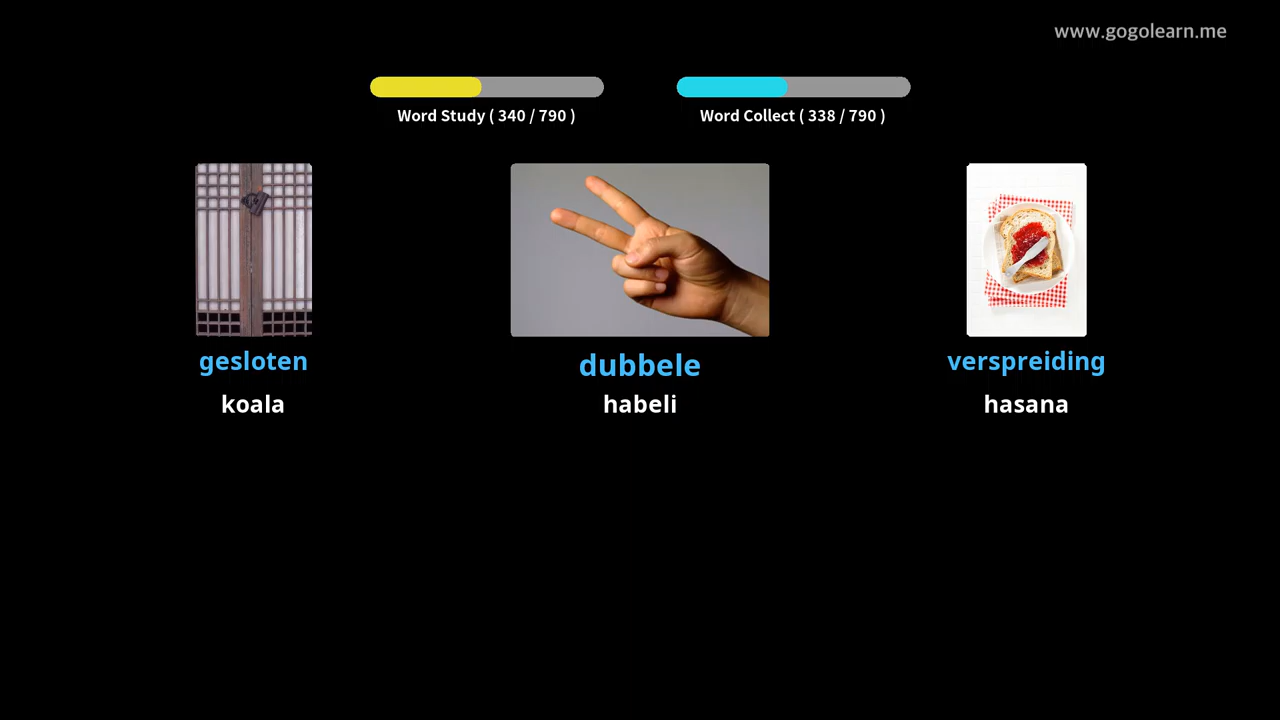 www.gogolearn.me
Word Study ( 340 / 790 )
Word Collect ( 338 / 790 )
gesloten
dubbele
verspreiding
koala
habeli
hasana